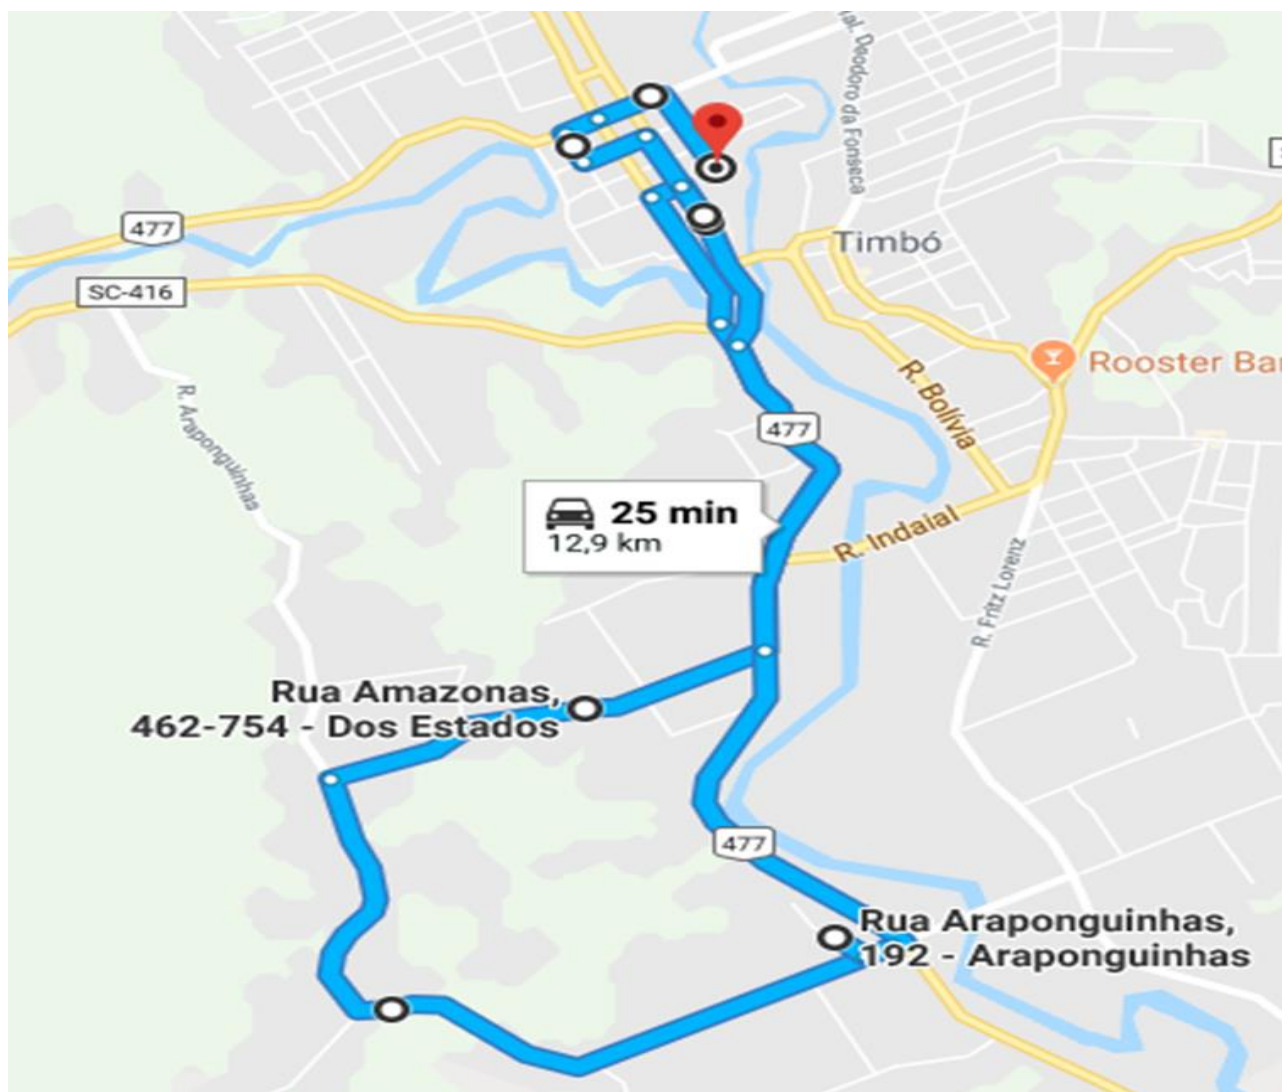 al. Deodoro da Fonseca
477
Timbó
SC-416
Rooster Bar
R. Araponguinhas
R. Bolívia
477
25 min
12,9 km
R. Indaial
R. Fritz Lorenz
Rua Amazonas,
462-754 - Dos Estados
477
Rua Araponguinhas,
192 - Araponguinhas